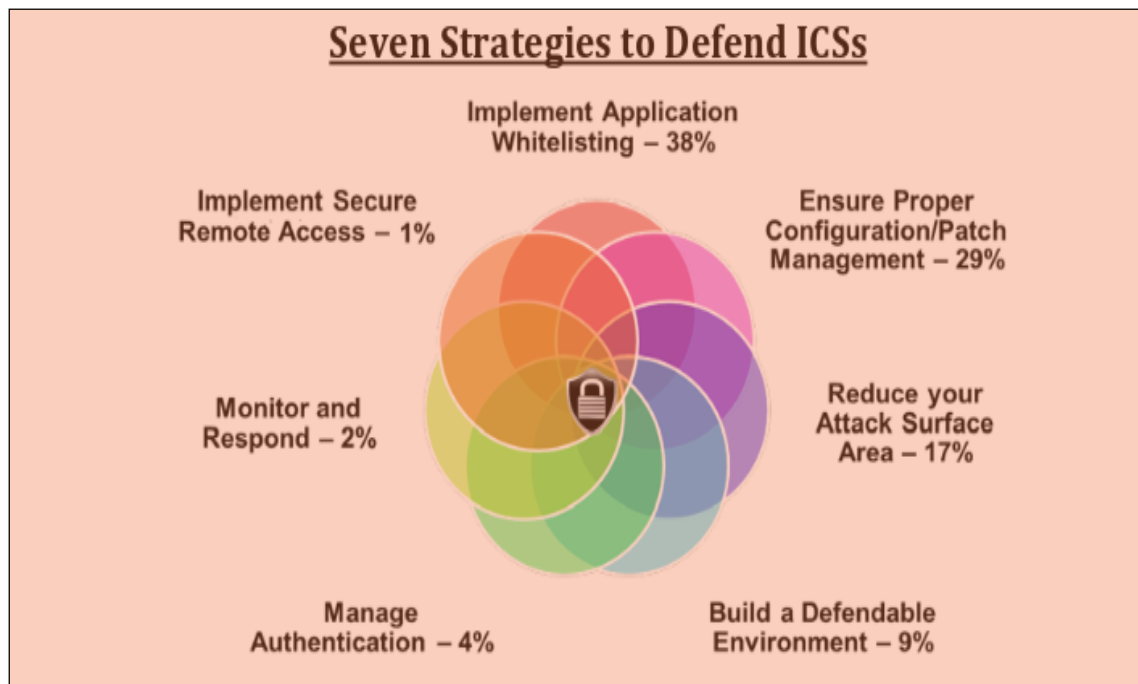 Seven Strategies to Defend ICSs
Implement Application
Whitelisting – 38%
Implement Secure
Remote Access – 1%
Ensure Proper
Configuration/Patch
Management – 29%
Monitor and
Respond – 2%
Reduce your
Attack Surface
Area – 17%
Manage
Authentication – 4%
Build a Defendable
Environment – 9%